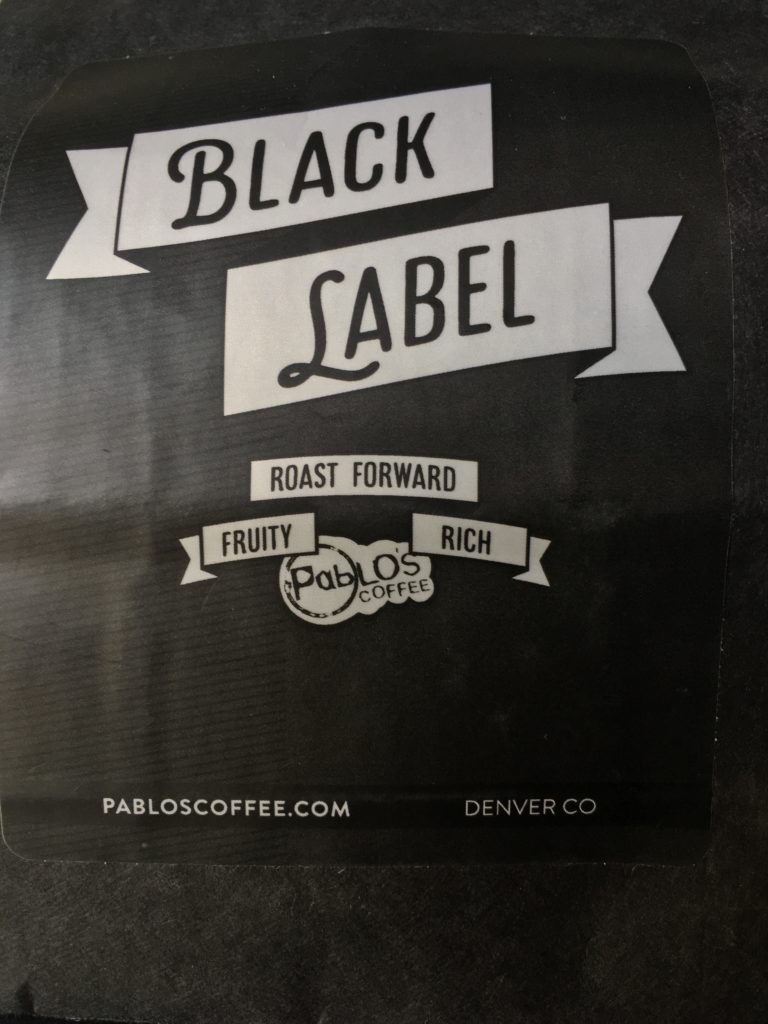 BLACK
LABEL
ROAST FORWARD
FRUITY
RICH
PabLO'S
COFFEE
PABLOSCOFFEE.COM
DENVER CO